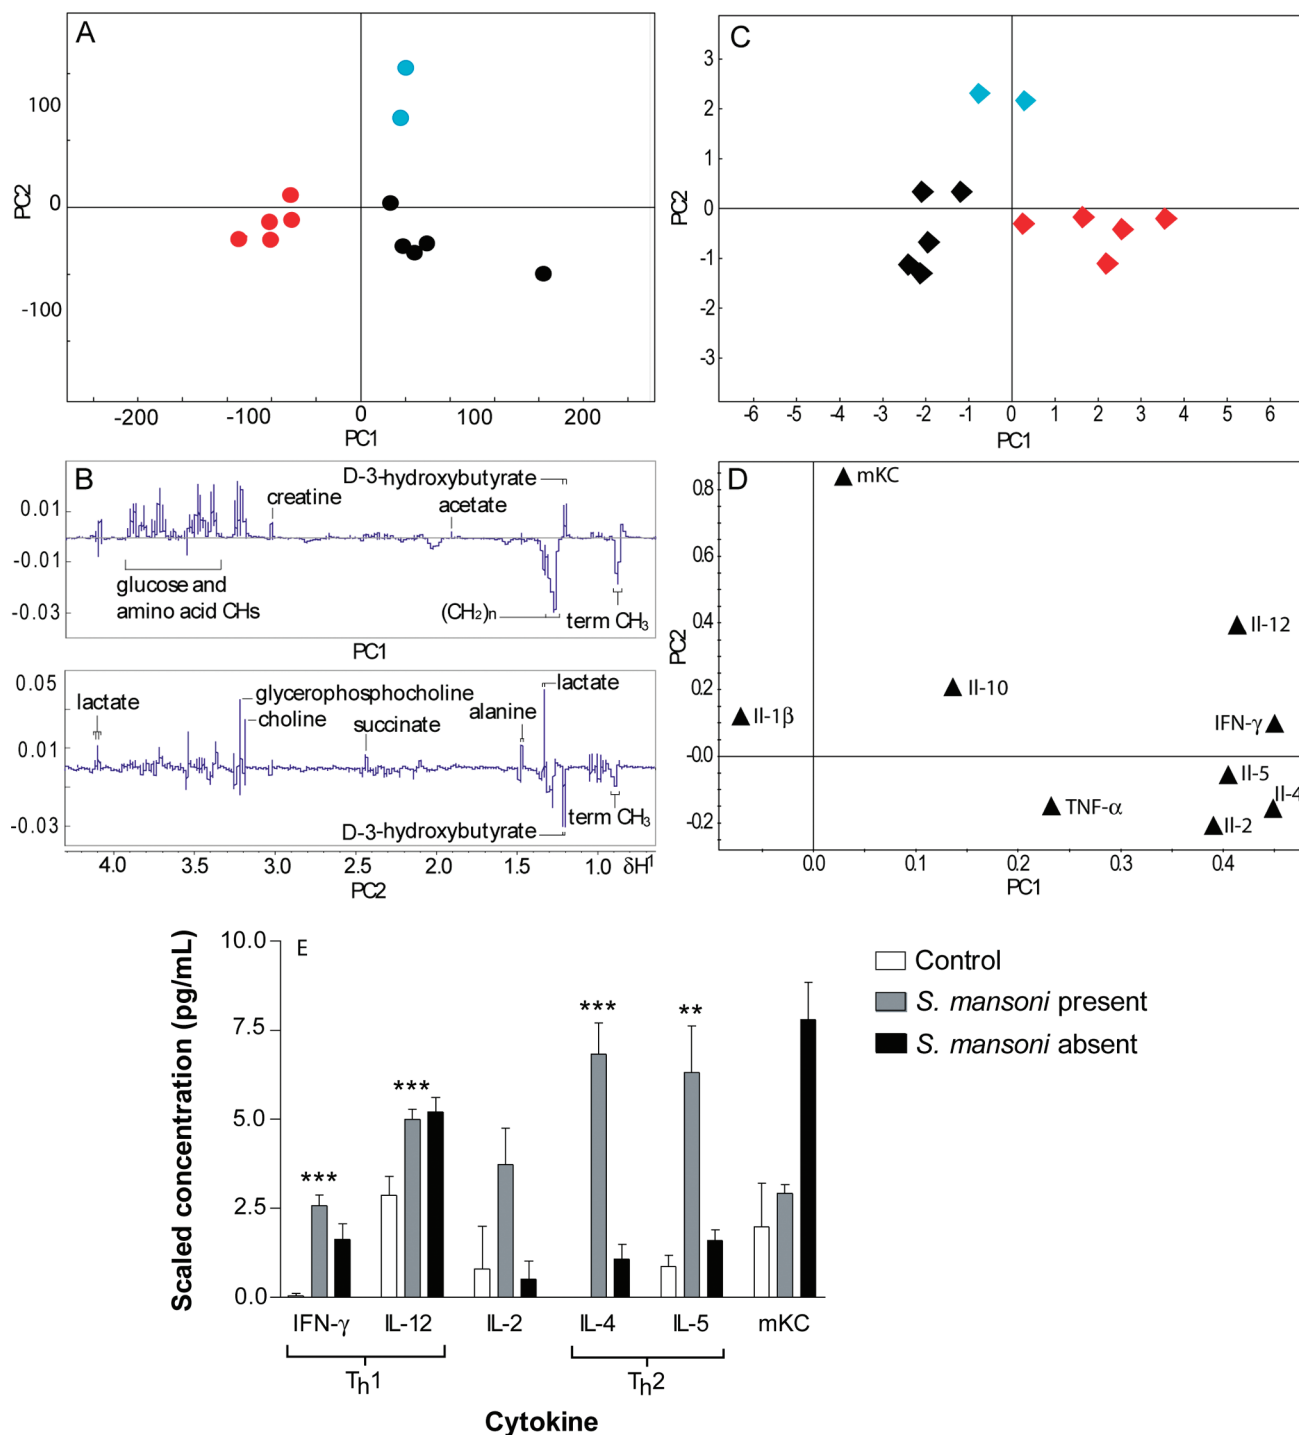 A
PC2
100
0
-100
-200
-100
0
100
200
PC1
C
PC2
3
2
1
0
-1
-2
-3
-6
-5
-4
-3
-2
-1
0
1
2
3
4
5
6
PC1
B
0.01
-0.01
-0.03
D-3-hydroxybutyrate
creatine
acetate
glucose and
amino acid CHs
(CH2)n
term CH3
PC1
0.05
0.01
-0.03
lactate
glycerophosphocholine
choline
succinate
alanine
lactate
D-3-hydroxybutyrate
term CH3
4.0
3.5
3.0
2.5
2.0
1.5
1.0
δH1
PC2
D
PC2
0.8
0.6
0.4
0.2
-0.0
-0.2
mKC
Il-12
Il-10
Il-1β
IFN-γ
Il-5
Il-4
TNF-α
Il-2
0.0
0.1
0.2
0.3
0.4
PC1
E
Scaled concentration (pg/mL)
10.0
7.5
5.0
2.5
0.0
***
***
***
**
Control
S. mansoni present
S. mansoni absent
IFN-γ
IL-12
IL-2
IL-4
IL-5
mKC
Th1
Th2
Cytokine